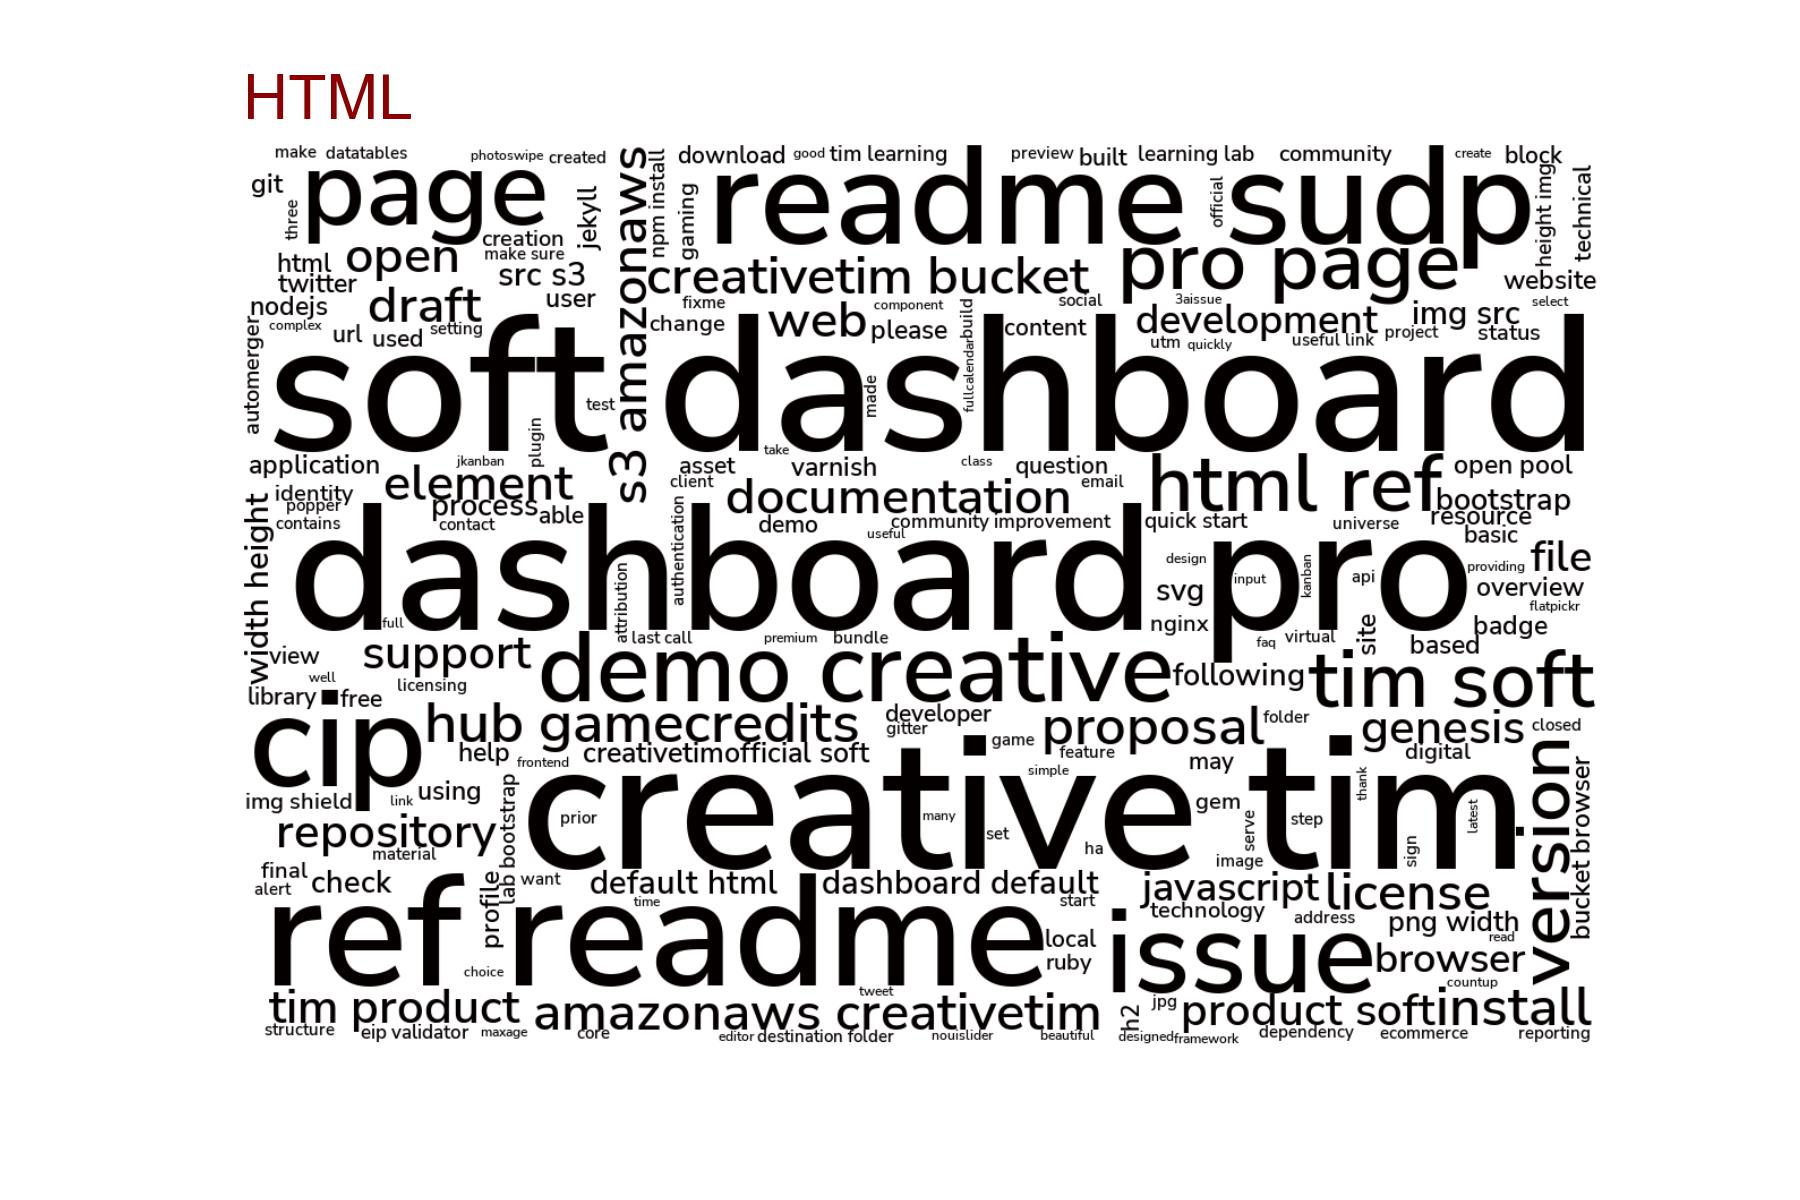 HTML
make datatables photoswipe created download good tim learning preview built learning lab community create block
git page jekyll s3 amazonaws npm install gaming readme official sudp height img technical
three creation
html open make sure creativetim bucket pro page website
twitter src s3
nodejs draft user fixme component social 3aissue img src select
complex url used setting change web please fullcalendar build content development project status
utm quickly useful link
automerger soft test dashboard made
plugin take
application jkanban element asset varnish class question html ref open pool
identity client documentation email bootstrap
popper process able
contains contact demo community improvement quick start universe resource
width height dashboard authentication useful pro basic
design file
attribution svg input kanban api providing overview
flatpickr
full nginx site badge
last call premium bundle faq virtual based
view support demo creative following tim soft
well
library free licensing
cip hub gamecredits developer proposal folder genesis closed
gitter
help creativetimofficial soft game feature digital
frontend simple may version
img shield link using lab bootstrap creative tim thank bucket browser
prior many set gem serve step latest
repository
material ha image sign
final
alert check profile want default html dashboard default javascript license
time start technology address png width
ref readme local issue read
ruby browser
choice countup
tim product amazonaws creativetim tweet h2 jpg product soft install
structure eip validator maxage core editor destination folder nouislider beautiful designed framework dependency ecommerce reporting